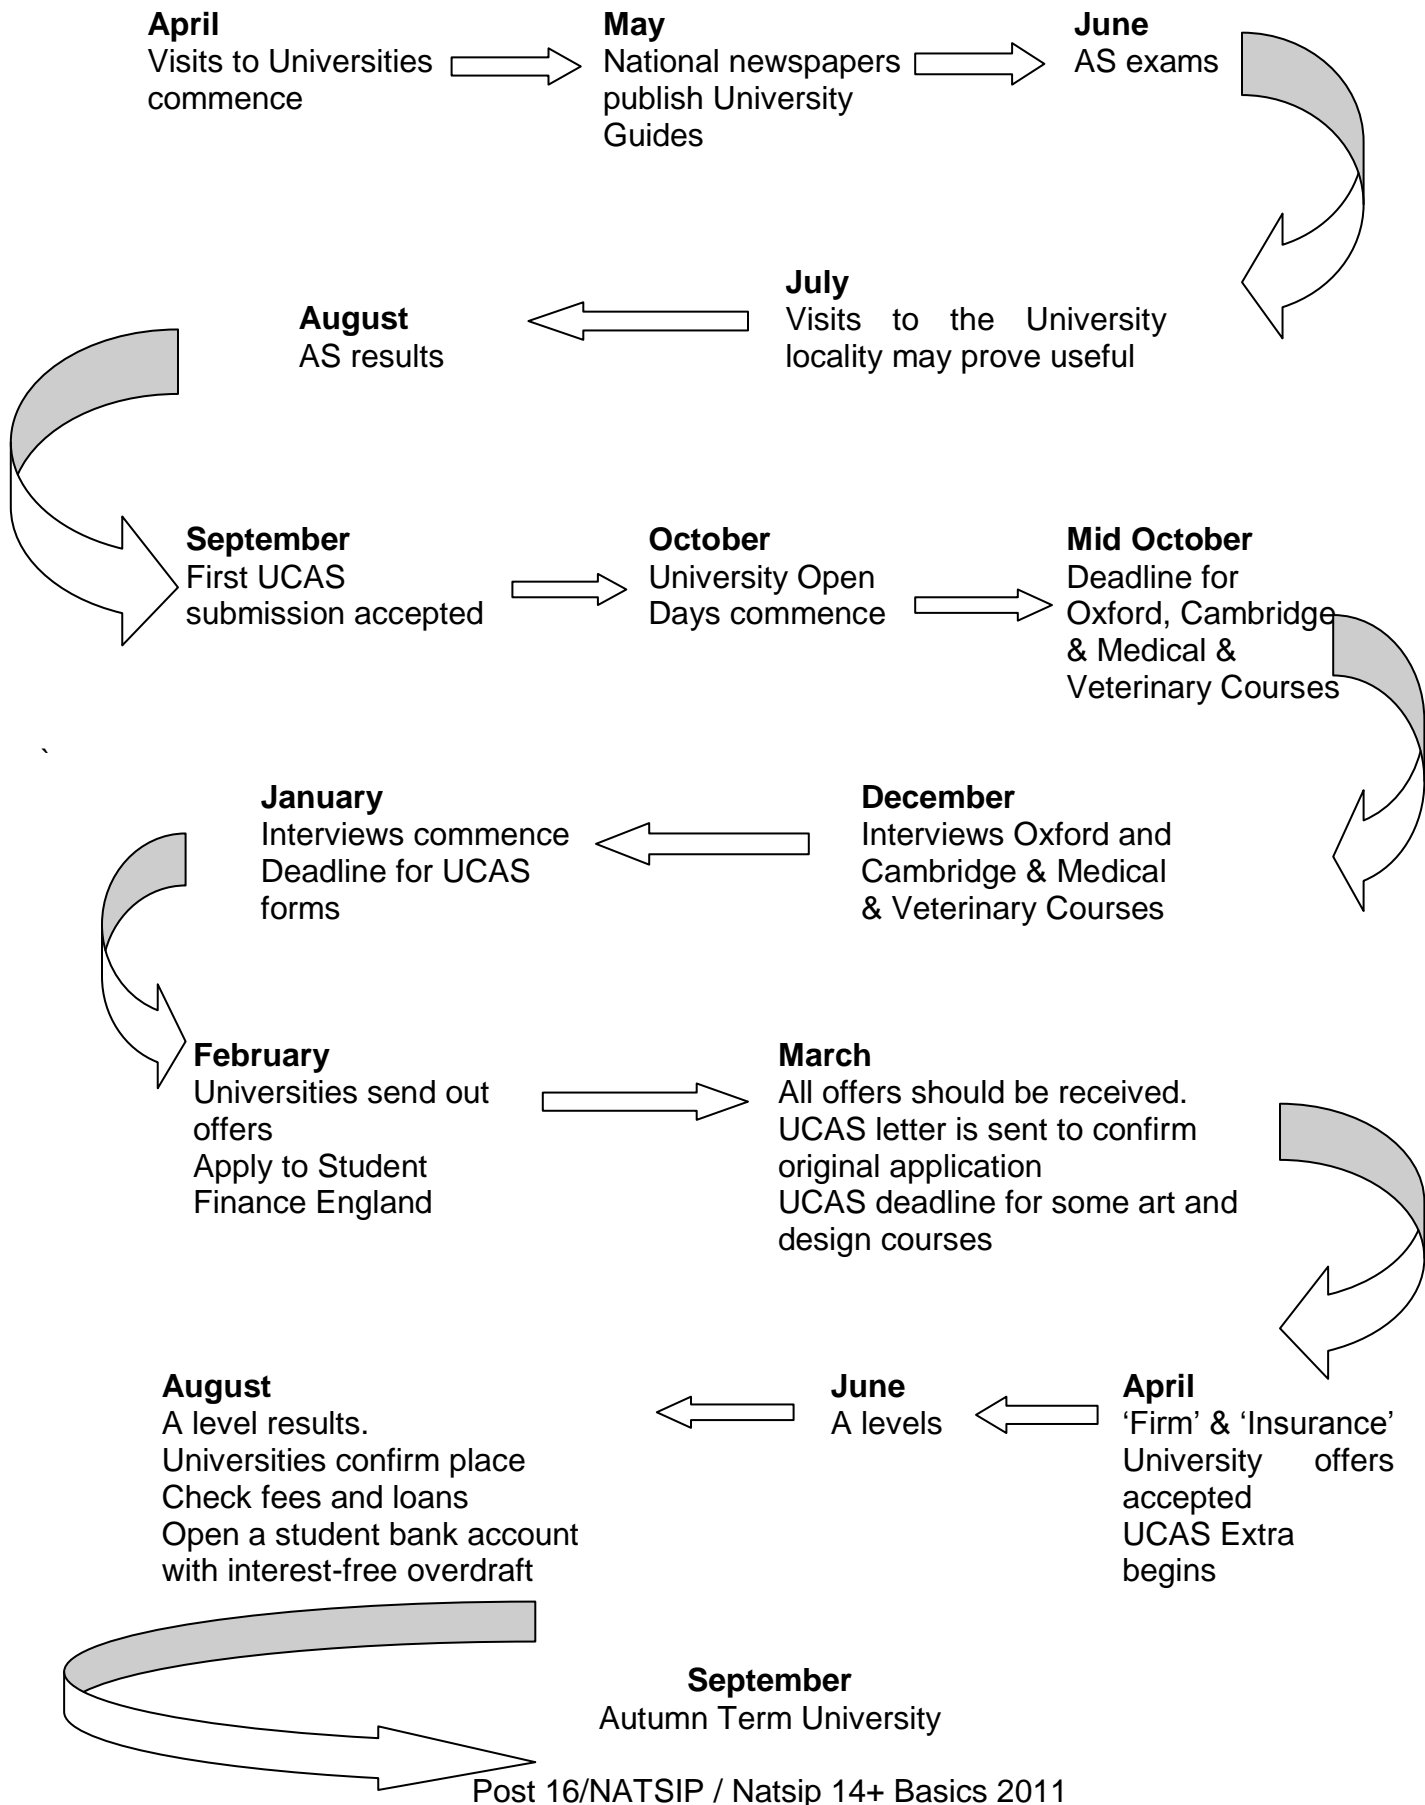 April
Visits to Universities
commence
May
National newspapers
publish University
Guides
June
AS exams
July
Visits to the University
locality may prove useful
August
AS results
September
First UCAS
submission accepted
October
University Open
Days commence
Mid October
Deadline for
Oxford, Cambridge
& Medical &
Veterinary Courses
`
December
Interviews Oxford and
Cambridge & Medical
& Veterinary Courses
January
Interviews commence
Deadline for UCAS
forms
February
Universities send out
offers
Apply to Student
Finance England
March
All offers should be received.
UCAS letter is sent to confirm
original application
UCAS deadline for some art and
design courses
April
‘Firm’ & ‘Insurance’
University offers
accepted
UCAS Extra
begins
June
A levels
August
A level results.
Universities confirm place
Check fees and loans
Open a student bank account
with interest-free overdraft
September
Autumn Term University
Post 16/NATSIP / Natsip 14+ Basics 2011